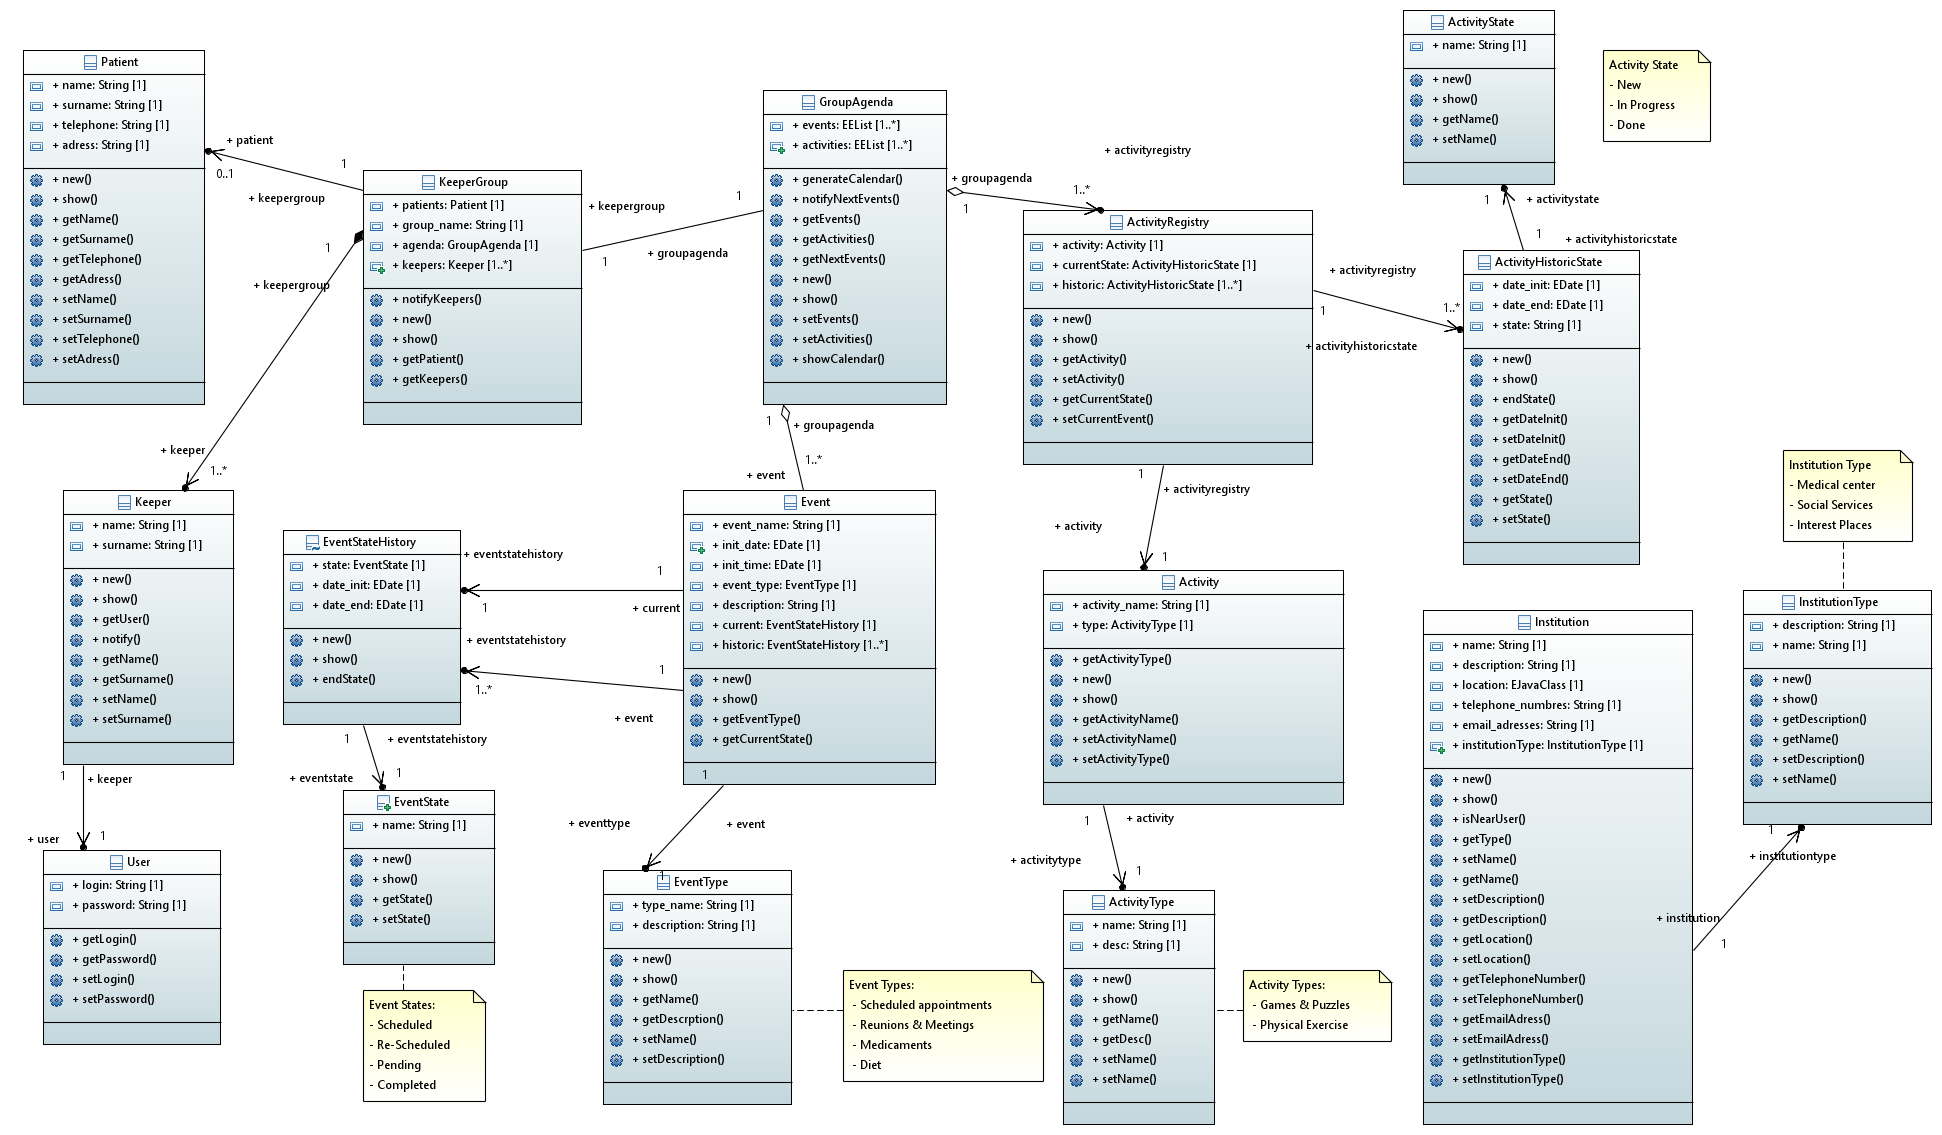 Patient
+ name: String [1]
+ surname: String [1]
+ telephone: String [1]
+ adress: String [1]
+ new()
+ show()
+ getName()
+ getSurname()
+ getTelephone()
+ getAdress()
+ setName()
+ setSurname()
+ setTelephone()
+ setAdress()
+ patient
0..1
1
+ keepergroup
KeeperGroup
+ patients: Patient [1]
+ group_name: String [1]
+ agenda: GroupAgenda [1]
+ keepers: Keeper [1..*]
+ notifyKeepers()
+ new()
+ show()
+ getPatient()
+ getKeepers()
1
+ keepergroup
+ keeper
1..*
+ keepergroup
1
+ groupagenda
1
GroupAgenda
+ events: EEList [1..*]
+ activities: EEList [1..*]
+ generateCalendar()
+ notifyNextEvents()
+ getEvents()
+ getActivities()
+ getNextEvents()
+ new()
+ show()
+ setEvents()
+ setActivities()
+ showCalendar()
+ groupagenda
1
+ activityregistry
1..*
1
+ groupagenda
1..*
+ event
ActivityRegistry
+ activity: Activity [1]
+ currentState: ActivityHistoricState [1]
+ historic: ActivityHistoricState [1..*]
+ new()
+ show()
+ getActivity()
+ setActivity()
+ getCurrentState()
+ setCurrentEvent()
+ activityregistry
1
1..*
+ activityhistoricstate
1
+ activityregistry
+ activity
1
ActivityState
+ name: String [1]
+ new()
+ show()
+ getName()
+ setName()
Activity State
- New
- In Progress
- Done
1
+ activitystate
1
+ activityhistoricstate
ActivityHistoricState
+ date_init: EDate [1]
+ date_end: EDate [1]
+ state: String [1]
+ new()
+ show()
+ endState()
+ getDateInit()
+ setDateInit()
+ getDateEnd()
+ setDateEnd()
+ getState()
+ setState()
Keeper
+ name: String [1]
+ surname: String [1]
+ new()
+ show()
+ getUser()
+ notify()
+ getName()
+ getSurname()
+ setName()
+ setSurname()
1
+ keeper
+ user
1
User
+ login: String [1]
+ password: String [1]
+ getLogin()
+ getPassword()
+ setLogin()
+ setPassword()
EventStateHistory
+ state: EventState [1]
+ date_init: EDate [1]
+ date_end: EDate [1]
+ new()
+ show()
+ endState()
+ eventstatehistory
1
1
+ current
+ eventstatehistory
1..*
1
+ event
1
+ eventstatehistory
+ eventstate
1
EventState
+ name: String [1]
+ new()
+ show()
+ getState()
+ setState()
Event States:
- Scheduled
- Re-Scheduled
- Pending
- Completed
Event
+ event_name: String [1]
+ init_date: EDate [1]
+ init_time: EDate [1]
+ event_type: EventType [1]
+ description: String [1]
+ current: EventStateHistory [1]
+ historic: EventStateHistory [1..*]
+ new()
+ show()
+ getEventType()
+ getCurrentState()
1
+ eventtype
+ event
1
EventType
+ type_name: String [1]
+ description: String [1]
+ new()
+ show()
+ getName()
+ getDescrption()
+ setName()
+ setDescription()
Event Types:
- Scheduled appointments
- Reunions & Meetings
- Medicaments
- Diet
Activity
+ activity_name: String [1]
+ type: ActivityType [1]
+ getActivityType()
+ new()
+ show()
+ getActivityName()
+ setActivityName()
+ setActivityType()
1
+ activity
+ activitytype
1
ActivityType
+ name: String [1]
+ desc: String [1]
+ new()
+ show()
+ getName()
+ getDesc()
+ setName()
+ setName()
Activity Types:
- Games & Puzzles
- Physical Exercise
Institution
+ name: String [1]
+ description: String [1]
+ location: EJavaClass [1]
+ telephone_numbres: String [1]
+ email_adresses: String [1]
+ institutionType: InstitutionType [1]
+ new()
+ show()
+ isNearUser()
+ getType()
+ setName()
+ getName()
+ setDescription()
+ getDescription()
+ getLocation()
+ setLocation()
+ getTelephoneNumber()
+ setTelephoneNumber()
+ getEmailAdress()
+ setEmailAdress()
+ getInstitutionType()
+ setInstitutionType()
Institution Type
- Medical center
- Social Services
- Interest Places
InstitutionType
+ description: String [1]
+ name: String [1]
+ new()
+ show()
+ getDescription()
+ getName()
+ setDescription()
+ setName()
1
+ institutiontype
+ institution
1